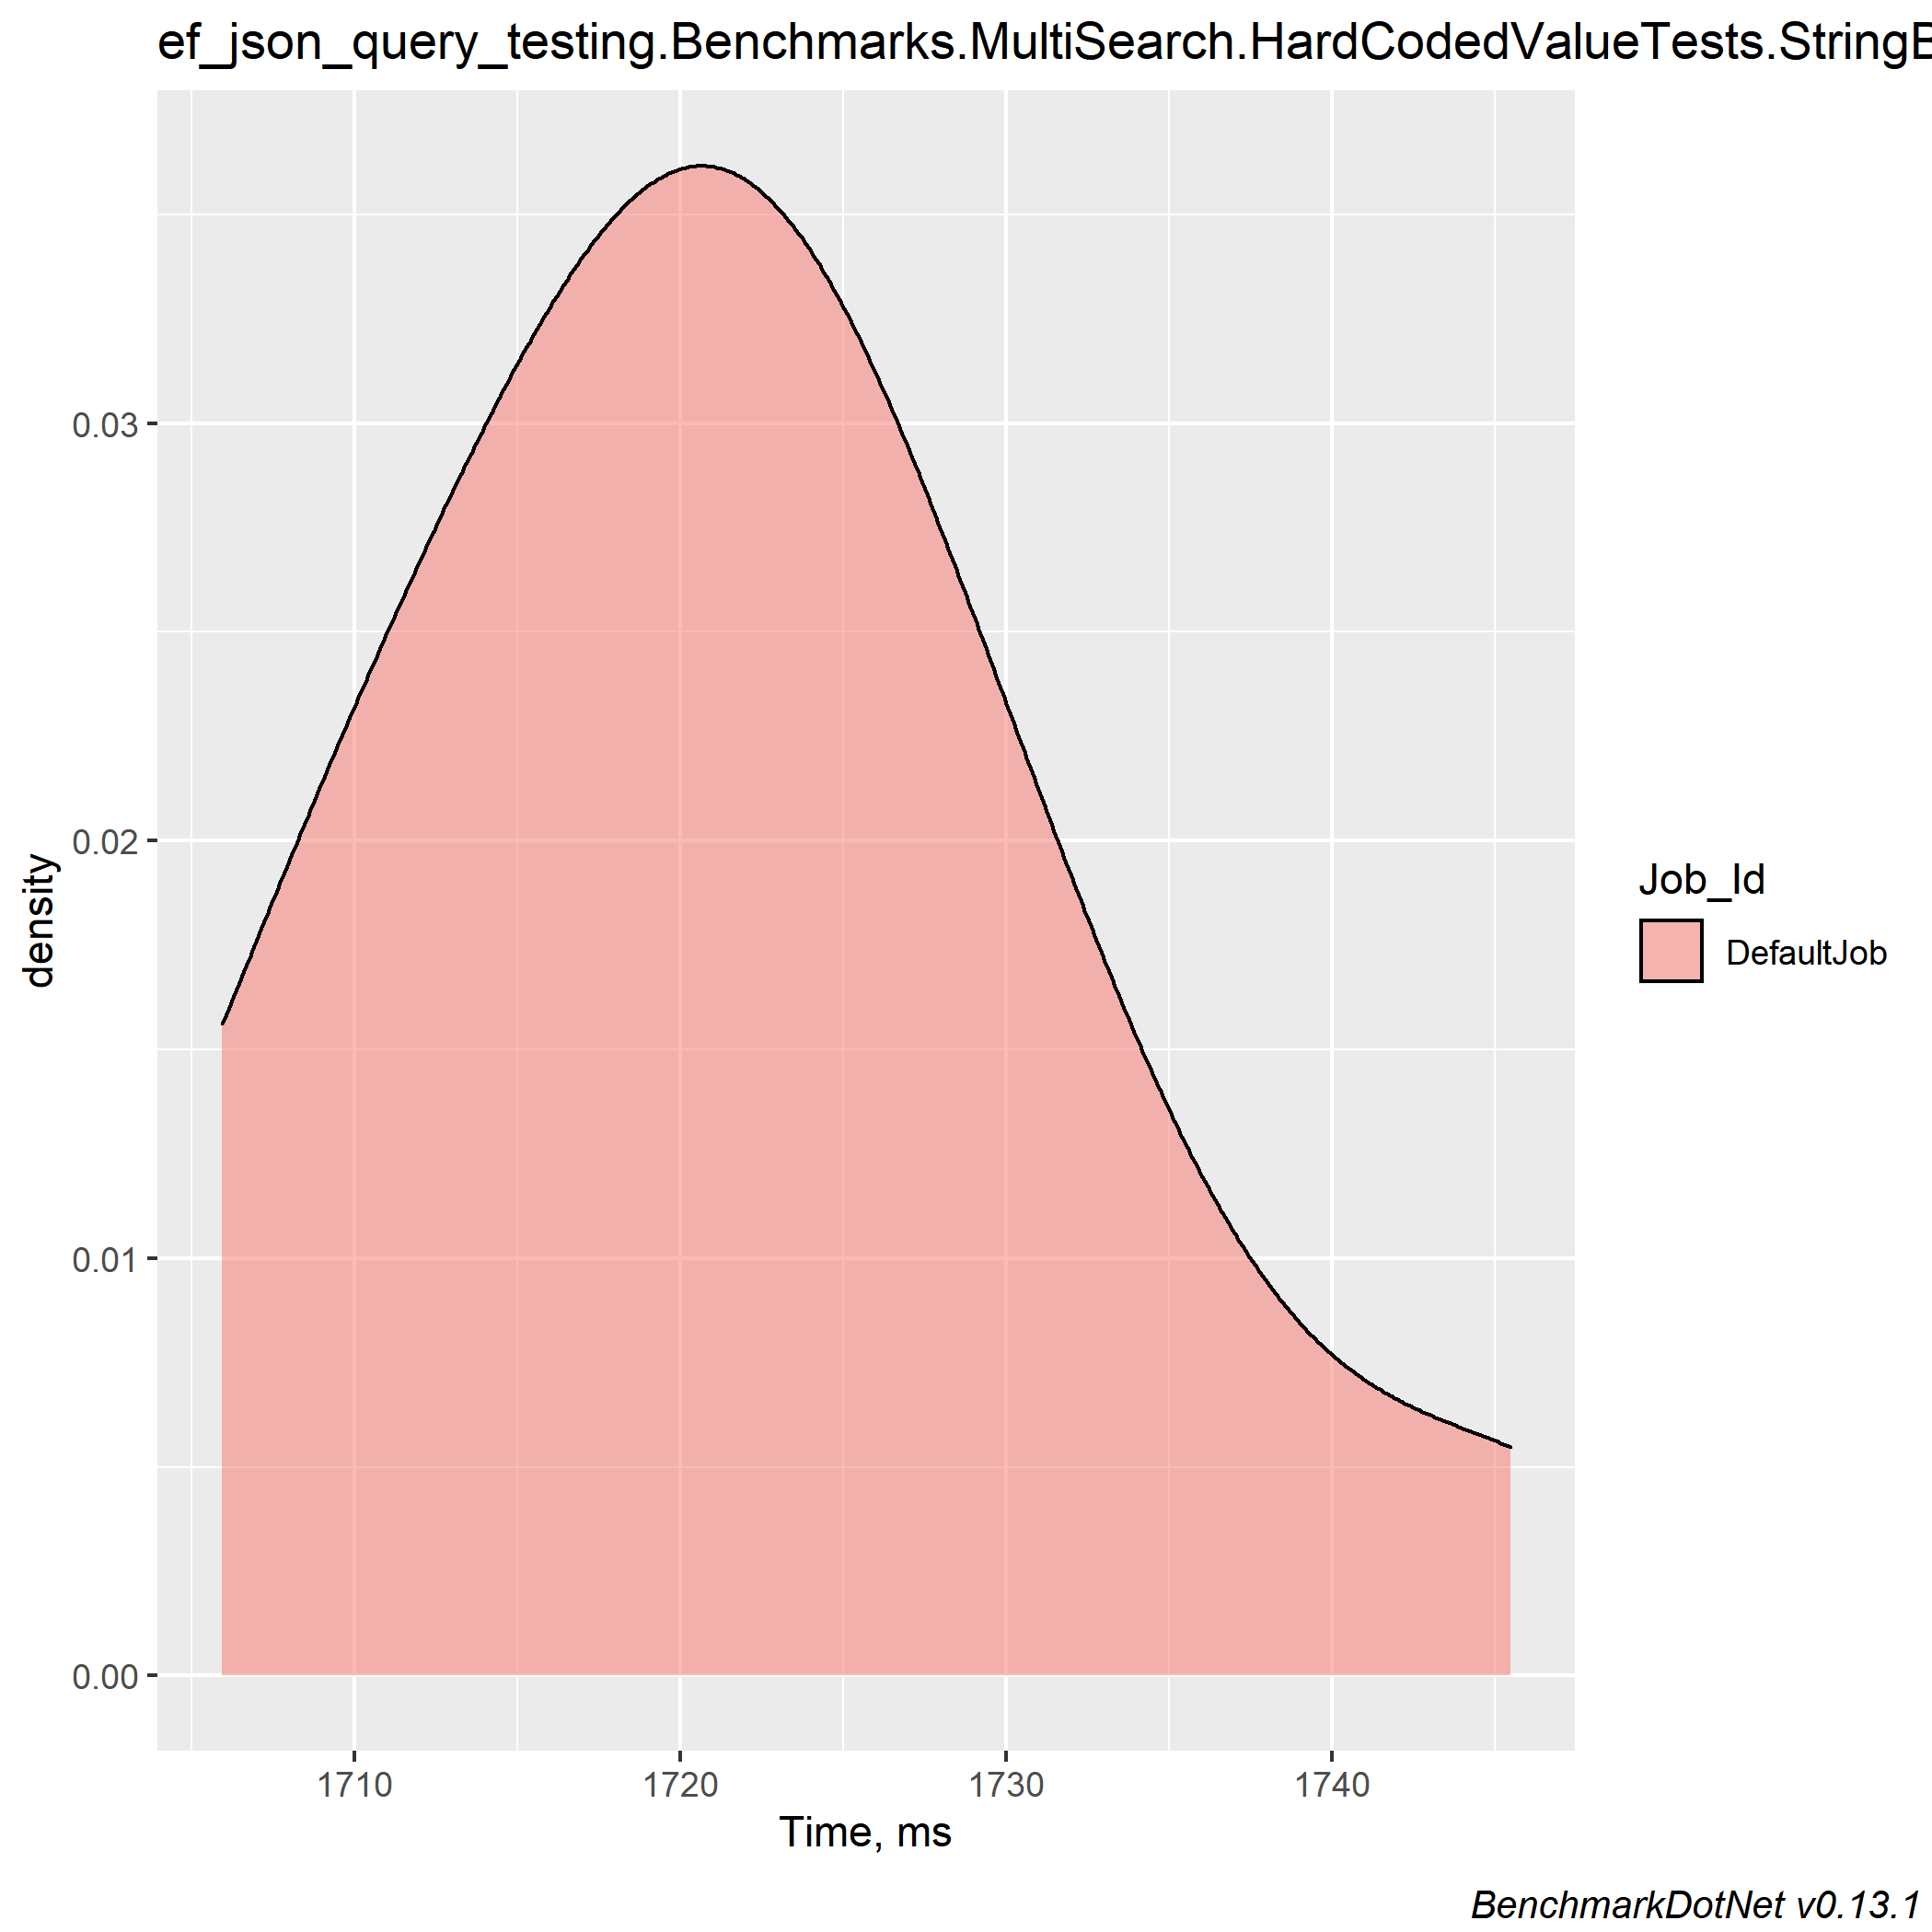 ef_json_query_testing.Benchmarks.MultiSearch.HardCodedValueTests.StringB
0.03
0.02
0.01
0.00
density
1710 1720 1730 1740
Time, ms
Job_Id
DefaultJob
BenchmarkDotNet v0.13.1